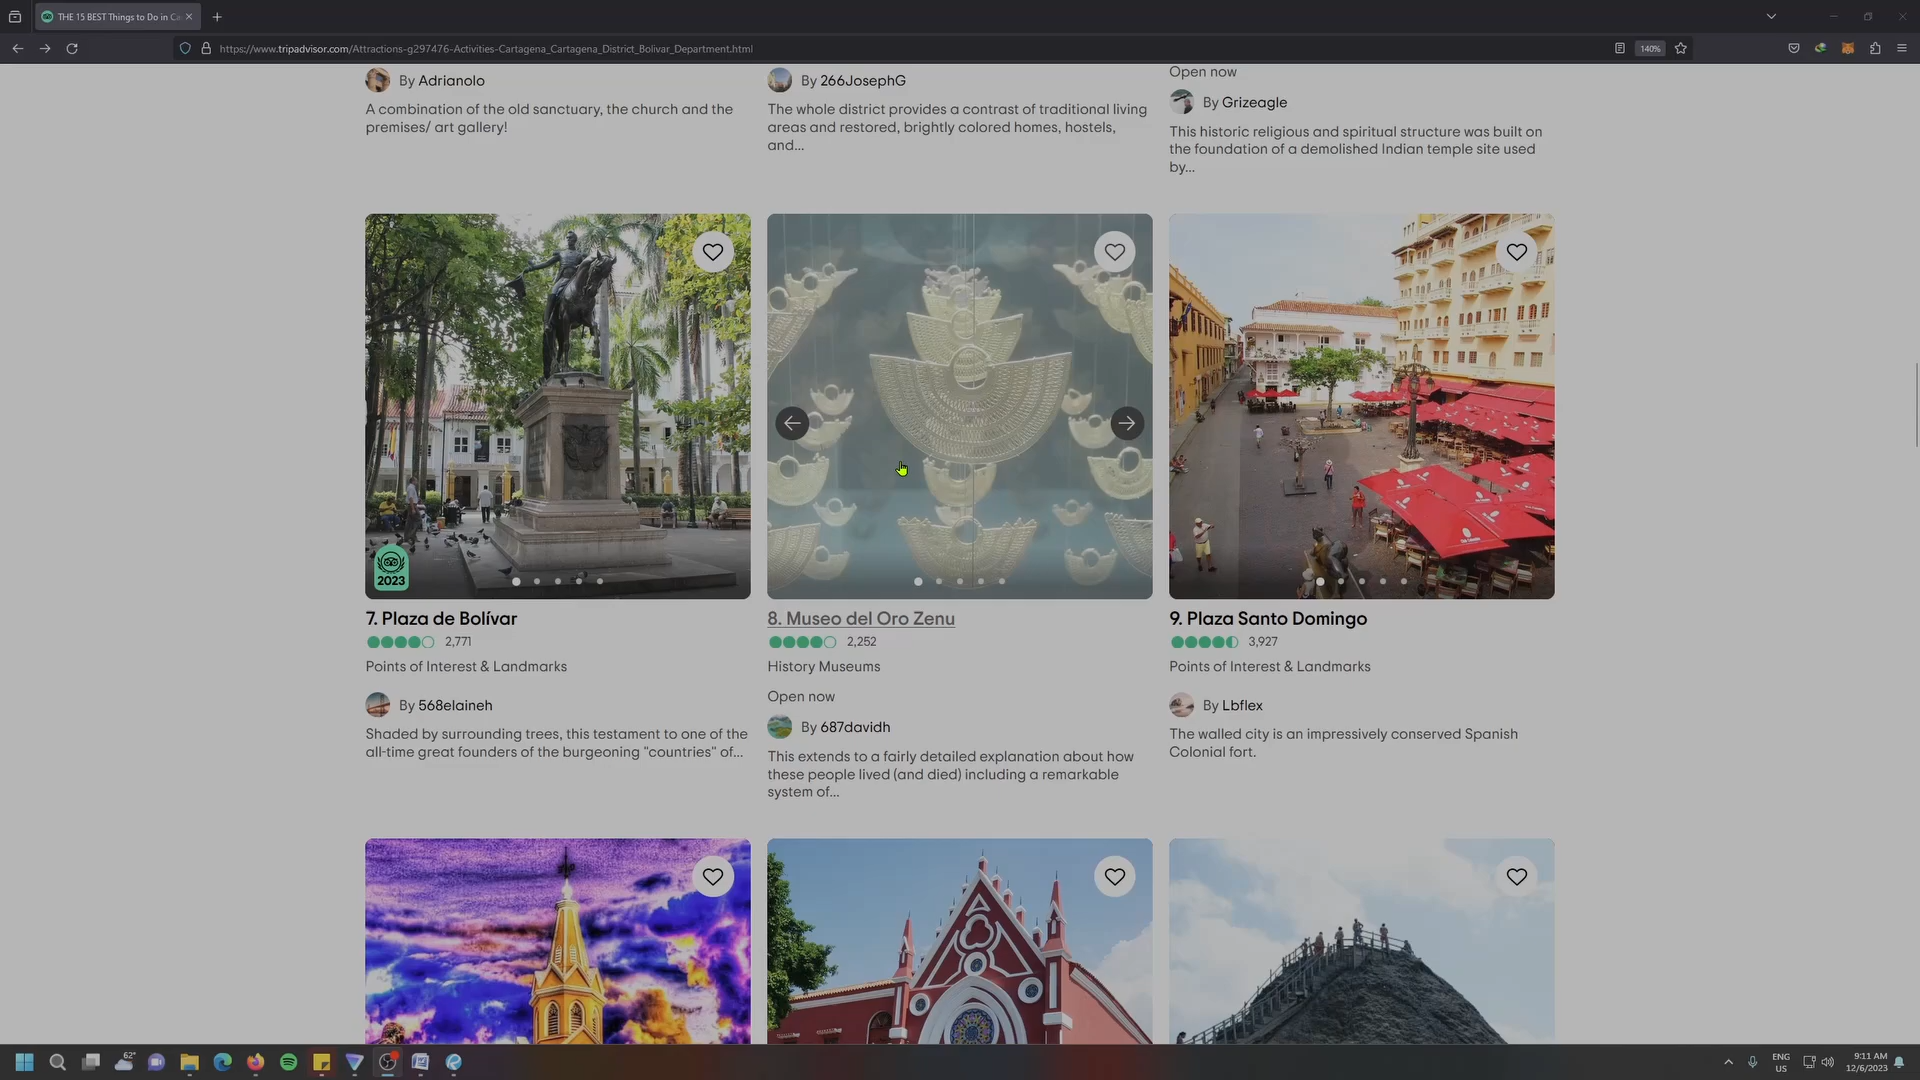 THE 15 BEST Things to Do in Ca
https://www.tripadvisor.com/Attractions-g297476-Activities-Cartagena_Cartagena_District_Bolivar_Department.html
140%
By Adrianolo
A combination of the old sanctuary, the church and the
premises/ art gallery!
By 266JosephG
The whole district provides a contrast of traditional living
areas and restored, brightly colored homes, hostels,
and...
Open now
By Grizeagle
This historic religious and spiritual structure was built on
the foundation of a demolished Indian temple site used
by...
2023
7. Plaza de Bolívar
2,771
Points of Interest & Landmarks
By 568elaineh
Shaded by surrounding trees, this testament to one of the
all-time great founders of the burgeoning "countries" of...
8. Museo del Oro Zenu
2,252
History Museums
Open now
By 687davidh
This extends to a fairly detailed explanation about how
these people lived (and died) including a remarkable
system of...
9. Plaza Santo Domingo
3,927
Points of Interest & Landmarks
By Lbflex
The walled city is an impressively conserved Spanish
Colonial fort.
62°
ENG
US
9:11 AM
12/6/2023